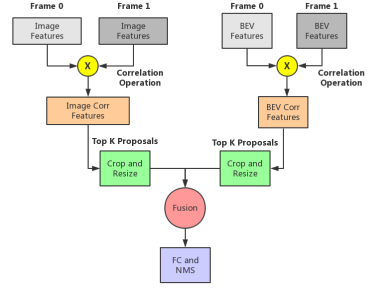 Frame 0
Frame 1
Image
Features
Image
Features
X
Correlation
Operation
Image Corr
Features
Top K Proposals
Crop and
Resize
Frame 0
Frame 1
BEV
Features
BEV
Features
X
Correlation
Operation
BEV Corr
Features
Top K Proposals
Crop and
Resize
Fusion
FC and
NMS